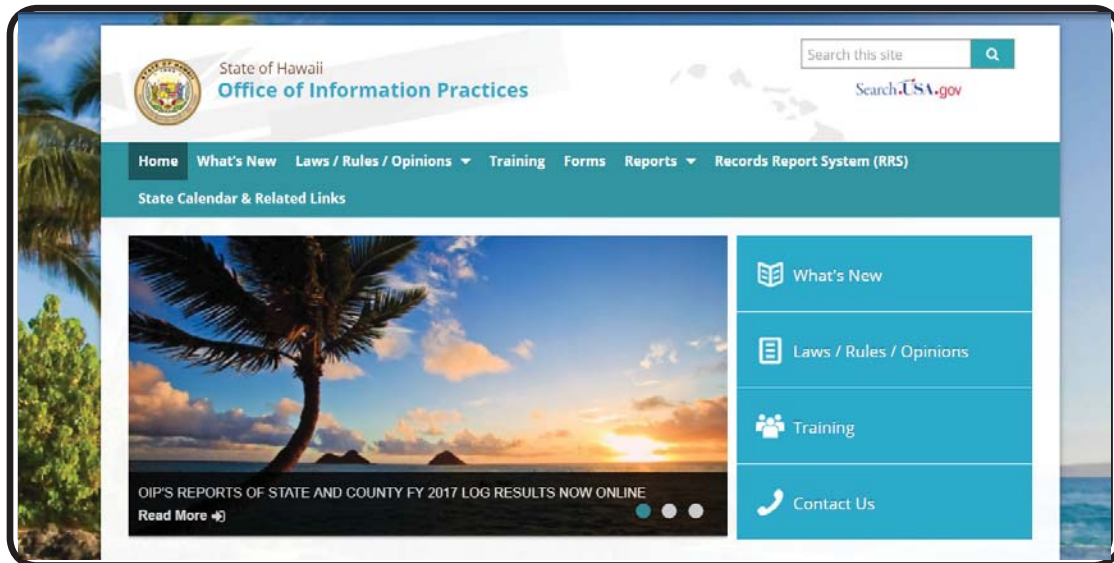 State of Hawaii
Office of Information Practices
Search this site
Search.USA.gov
Home What's New Laws / Rules / Opinions Training Forms Reports Records Report System (RRS)
State Calendar & Related Links
What's New
Laws / Rules / Opinions
Training
Contact Us
OIP'S REPORTS OF STATE AND COUNTY FY 2017 LOG RESULTS NOW ONLINE
Read More